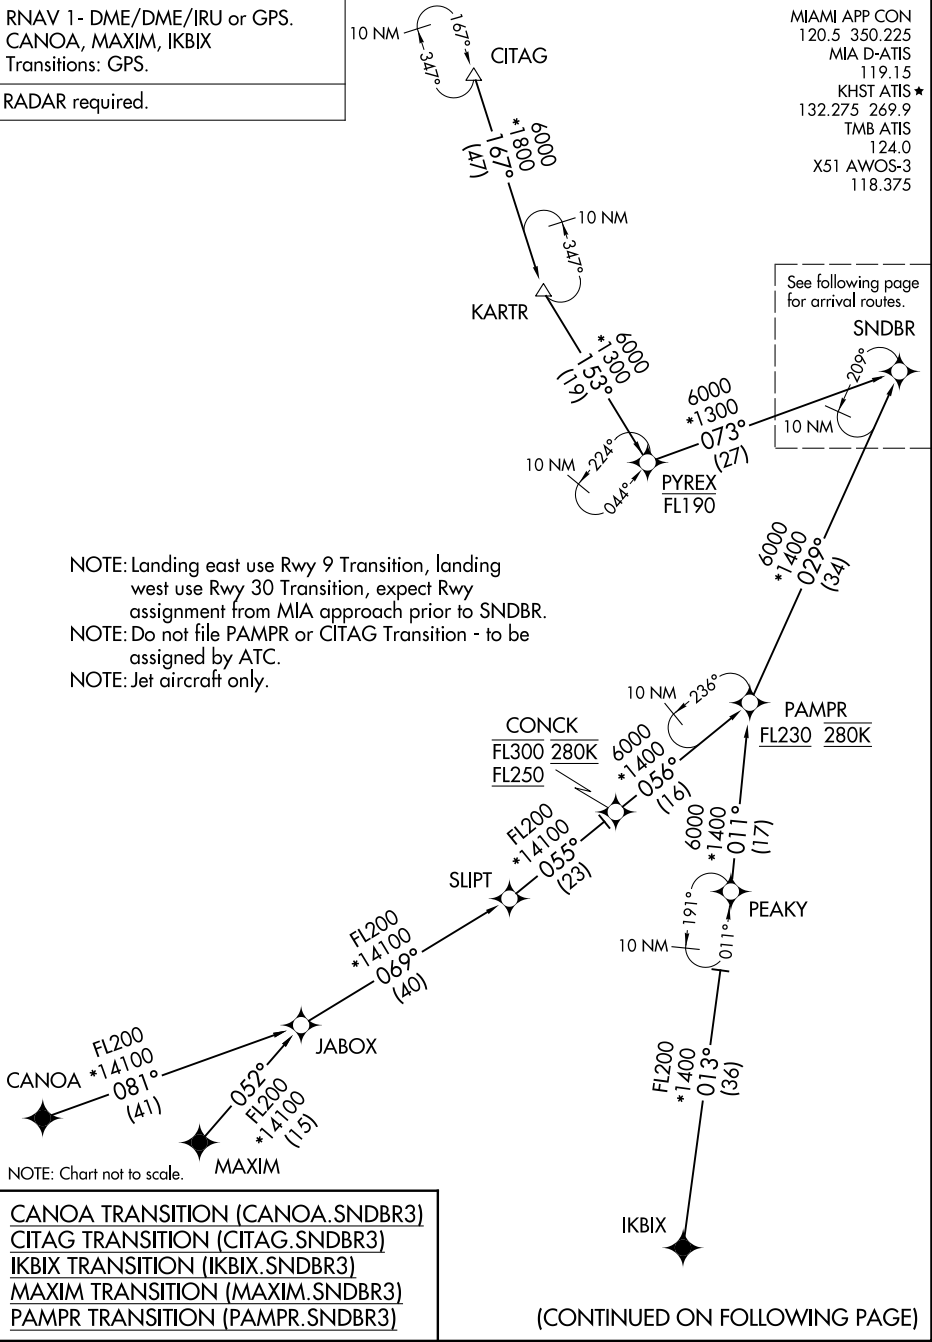 RNAV 1- DME/DME/IRU or GPS.
CANOA, MAXIM, IKBIX
Transitions: GPS.
RADAR required.
MIAMI APP CON
120.5 350.225
MIA D-ATIS
119.15
KHST ATIS★
132.275 269.9
TMB ATIS
124.0
X51 AWOS-3
118.375
10 NM
167°
347°
CITAG
6000
*1800
167°
(47)
10 NM
347°
KARTR
6000
*1300
153°
(19)
See following page
for arrival routes.
SNDBR
209°
10 NM
6000
*1300
073°
(27)
10 NM
224°
044°
PYREX
FL190
6000
*1400
029°
(34)
NOTE: Landing east use Rwy 9 Transition, landing
west use Rwy 30 Transition, expect Rwy
assignment from MIA approach prior to SNDBR.
NOTE: Do not file PAMPR or CITAG Transition - to be
assigned by ATC.
NOTE: Jet aircraft only.
10 NM
236°
PAMPR
FL230 280K
CONCK
FL300 280K
FL250
6000
*1400
056°
(16)
6000
*1400
011°
(17)
FL200
*14100
055°
(23)
SLIPT
PEAKY
191°
011°
10 NM
FL200
*14100
069°
(40)
JABOX
FL200
*14100
081°
(41)
CANOA
052°
FL200
*14100
(15)
MAXIM
FL200
*1400
013°
(36)
IKBIX
NOTE: Chart not to scale.
CANOA TRANSITION (CANOA.SNDBR3)
CITAG TRANSITION (CITAG.SNDBR3)
IKBIX TRANSITION (IKBIX.SNDBR3)
MAXIM TRANSITION (MAXIM.SNDBR3)
PAMPR TRANSITION (PAMPR.SNDBR3)
(CONTINUED ON FOLLOWING PAGE)